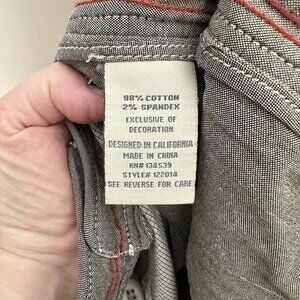 98% COTTON
2% SPANDEX
EXCLUSIVE OF
DECORATION
DESIGNED IN CALIFORNIA
MADE IN CHINA
RN# 134539
STYLE# 122014
SEE REVERSE FOR CARE